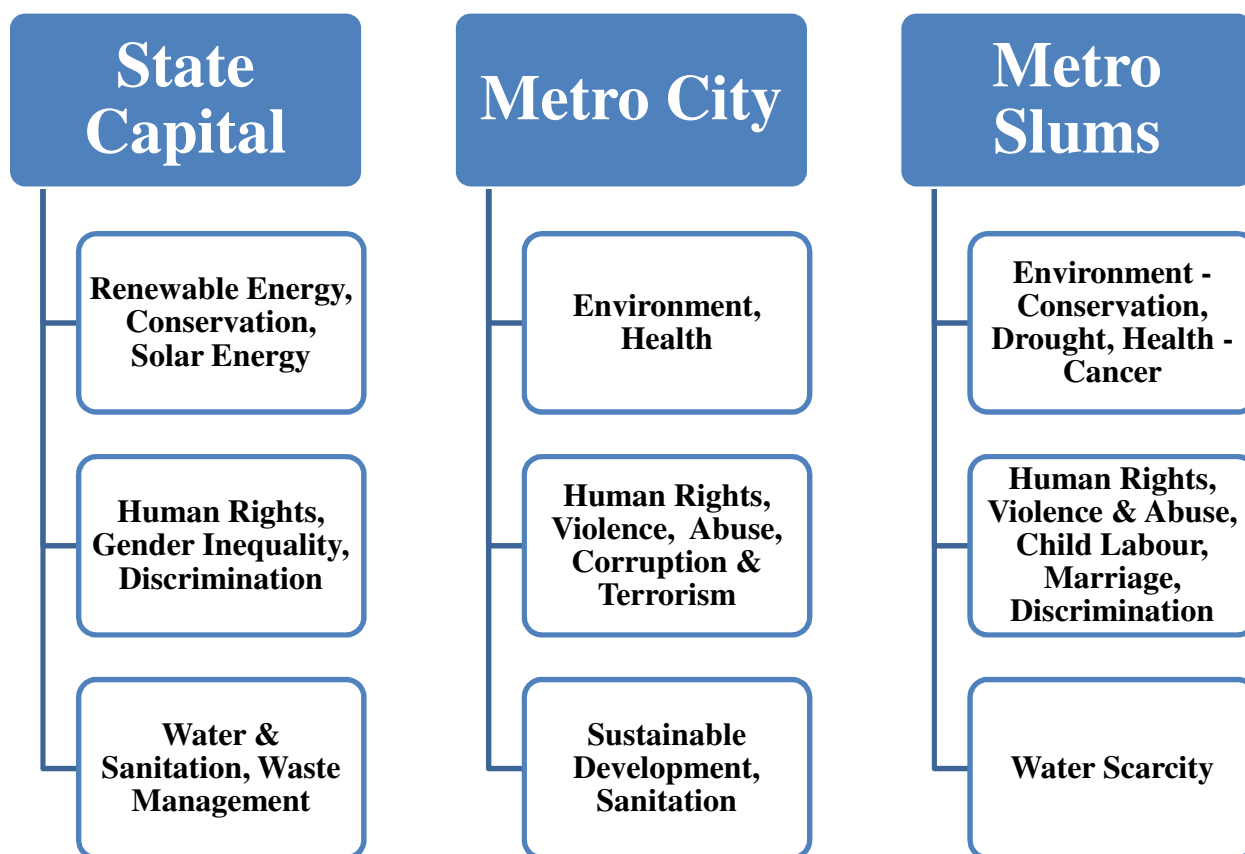 State
Capital
Renewable Energy,
Conservation,
Solar Energy
Human Rights,
Gender Inequality,
Discrimination
Water &
Sanitation, Waste
Management
Metro City
Environment,
Health
Human Rights,
Violence,  Abuse,
Corruption &
Terrorism
Sustainable
Development,
Sanitation
Metro
Slums
Environment -
Conservation,
Drought, Health -
Cancer
Human Rights,
Violence & Abuse,
Child Labour,
Marriage,
Discrimination
Water Scarcity